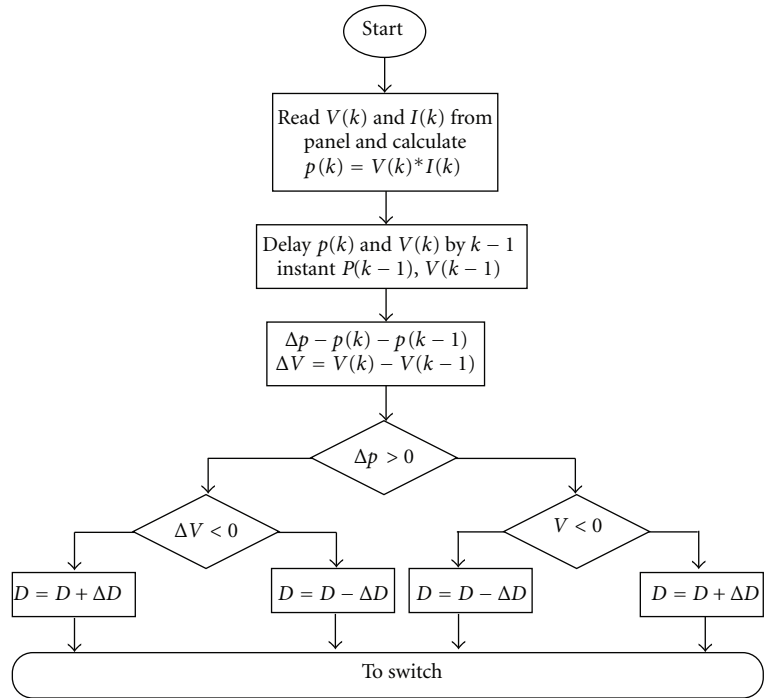 Start
Read V(k) and I(k) from
panel and calculate
p(k) = V(k)*I(k)
Delay p(k) and V(k) by k − 1
instant P(k − 1), V(k − 1)
Δp − p(k) − p(k − 1)
ΔV = V(k) − V(k − 1)
Δp > 0
ΔV < 0
V < 0
D = D + ΔD
D = D − ΔD
D = D − ΔD
D = D + ΔD
To switch